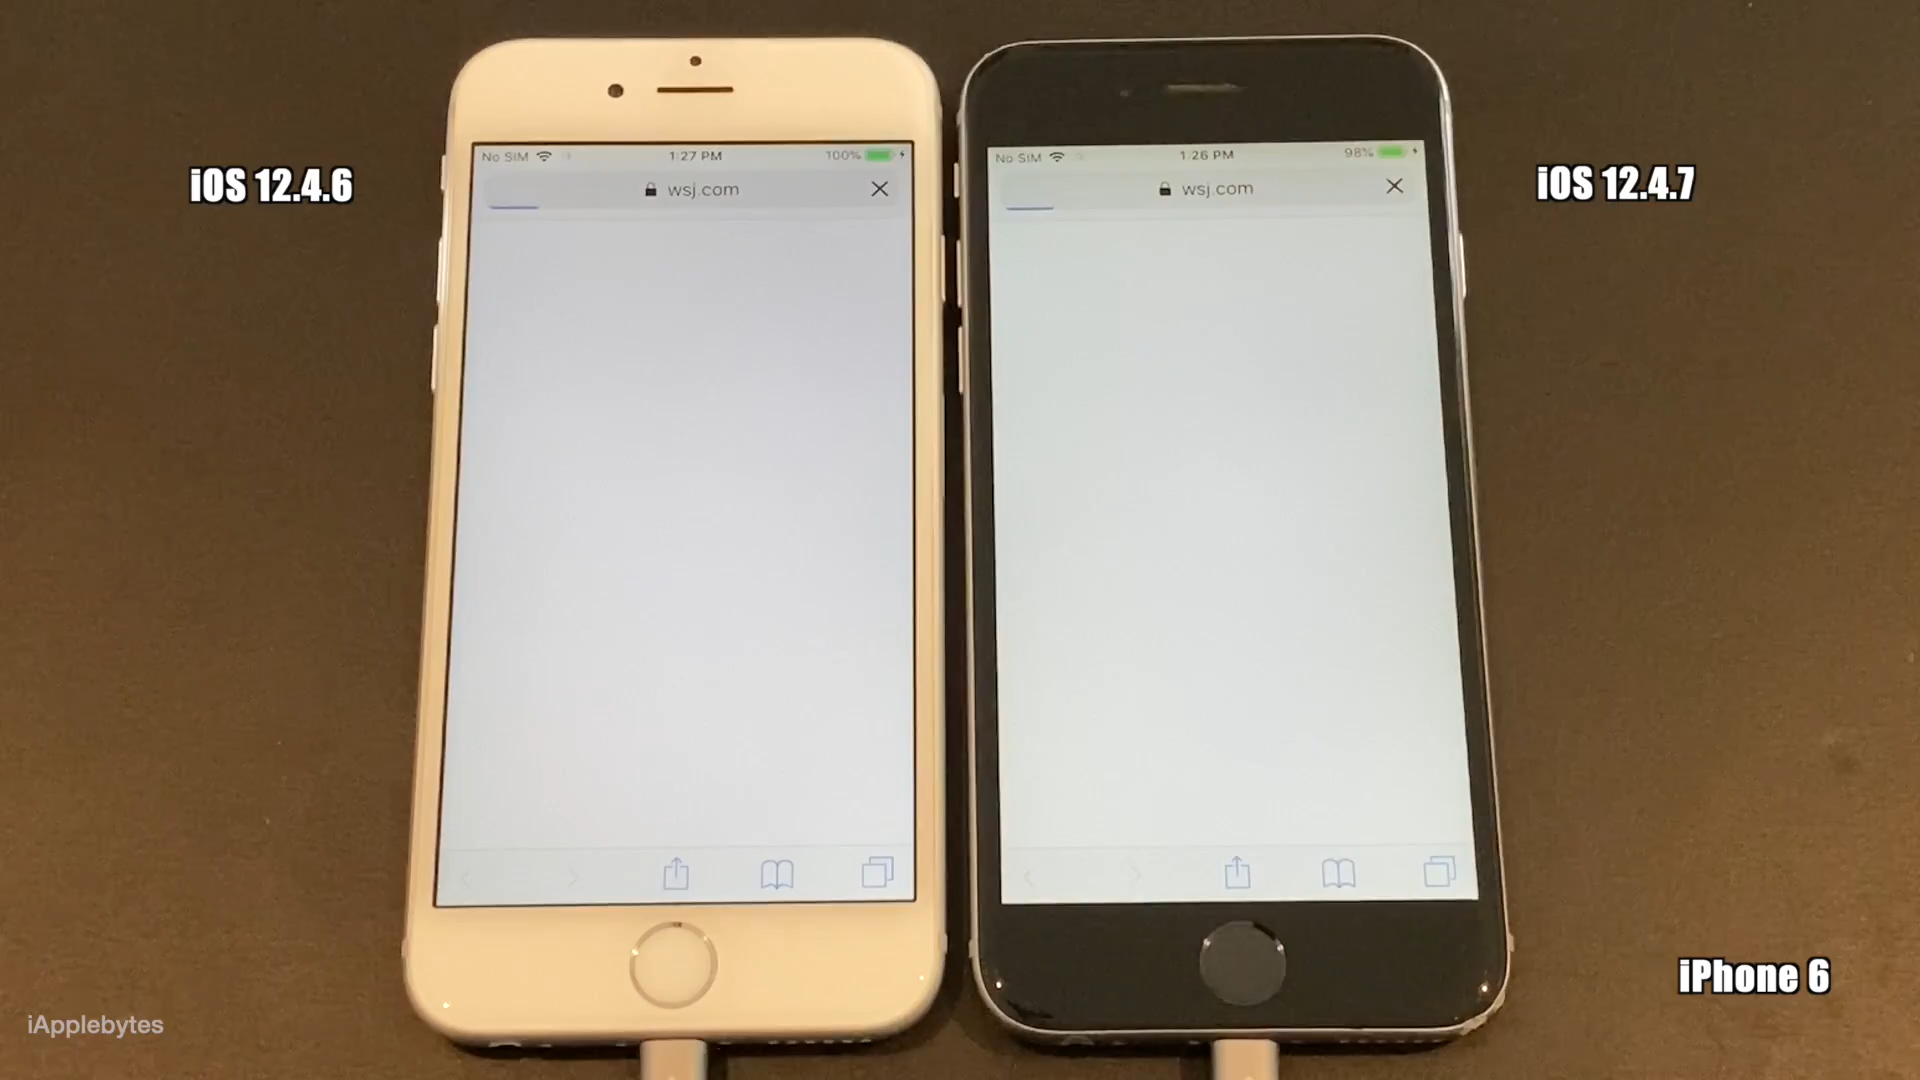 iOS 12.4.6
No SIM 1:27 PM 100%
wsj.com
No SIM 1:26 PM 98%
wsj.com
iOS 12.4.7
iPhone 6
iApplebytes